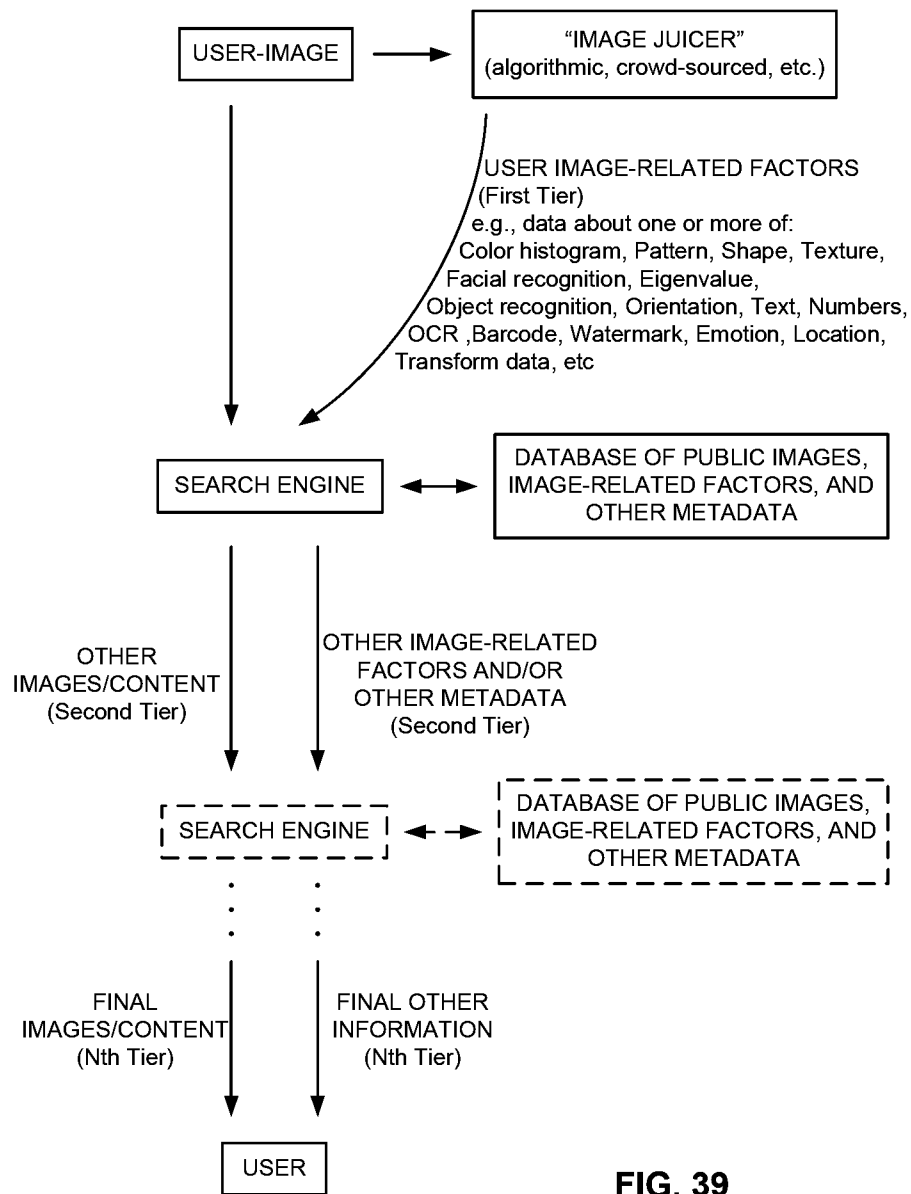 USER-IMAGE
“IMAGE JUICER”
(algorithmic, crowd-sourced, etc.)
USER IMAGE-RELATED FACTORS
(First Tier)
e.g., data about one or more of:
Color histogram, Pattern, Shape, Texture,
Facial recognition, Eigenvalue,
Object recognition, Orientation, Text, Numbers,
OCR ,Barcode, Watermark, Emotion, Location,
Transform data, etc
SEARCH ENGINE
DATABASE OF PUBLIC IMAGES,
IMAGE-RELATED FACTORS, AND
OTHER METADATA
OTHER
IMAGES/CONTENT
(Second Tier)
OTHER IMAGE-RELATED
FACTORS AND/OR
OTHER METADATA
(Second Tier)
SEARCH ENGINE
DATABASE OF PUBLIC IMAGES,
IMAGE-RELATED FACTORS, AND
OTHER METADATA
FINAL
IMAGES/CONTENT
(Nth Tier)
FINAL OTHER
INFORMATION
(Nth Tier)
USER
FIG. 39